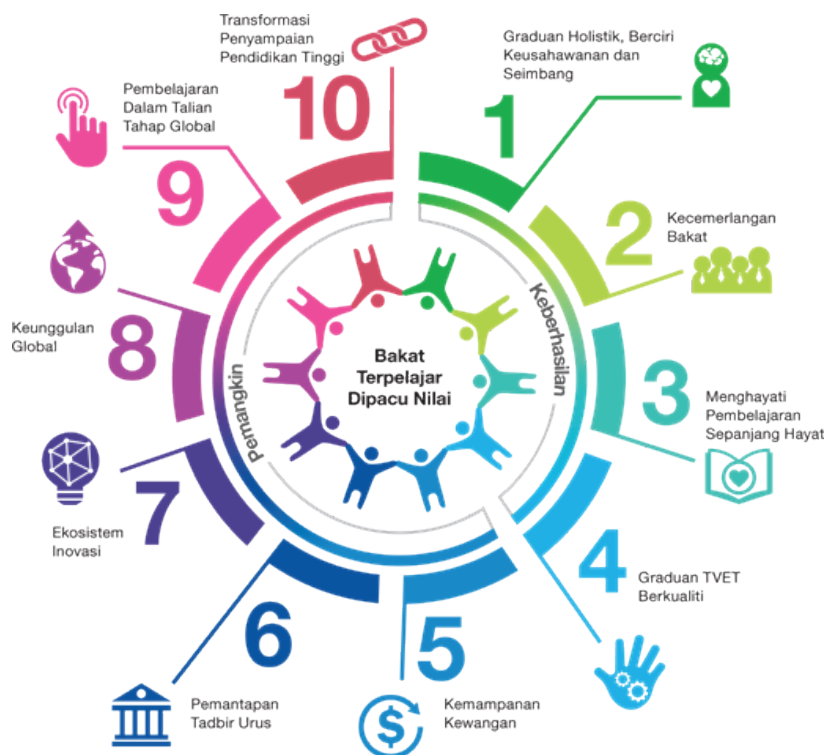 1
Graduan Holistik, Berciri
Keusahawanan dan
Seimbang
2
Kecemerlangan
Bakat
3
Menghayati
Pembelajaran
Sepanjang Hayat
4
Graduan TVET
Berkualiti
5
Kemampanan
Kewangan
$
6
Pemantapan
Tadbir Urus
7
Ekosistem
Inovasi
8
Keunggulan
Global
9
Pembelajaran
Dalam Talian
Tahap Global
10
Transformasi
Penyampaian
Pendidikan Tinggi
Pemangkin
Keberhasilan
Bakat
Terpelajar
Dipacu Nilai